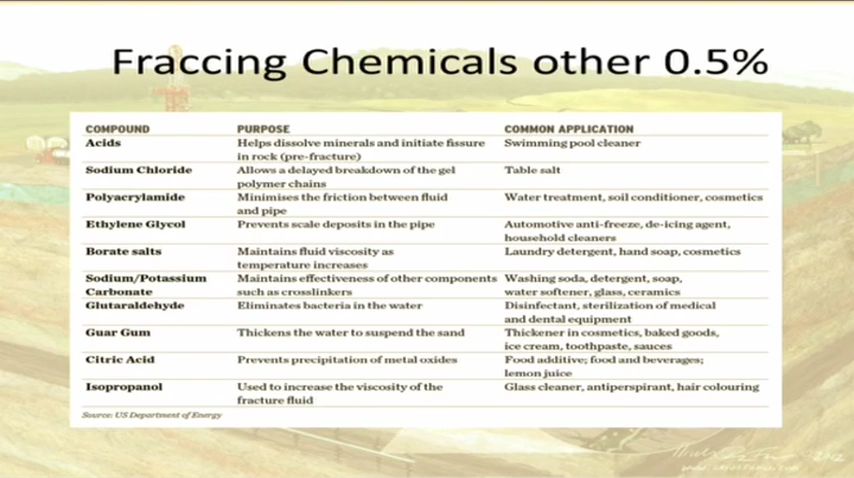 Fraccing Chemicals other 0.5%
COMPOUND PURPOSE COMMON APPLICATION
Acids Helps dissolve minerals and initiate fissure Swimming pool cleaner
in rock (pre-fracture)
Sodium Chloride Allows a delayed breakdown of the gel Table salt
polymer chains
Polyacrylamide Minimises the friction between fluid Water treatment, soil conditioner, cosmetics
and pipe
Ethylene Glycol Prevents scale deposits in the pipe Automotive anti-freeze, de-icing agent,
household cleaners
Borate salts Maintains fluid viscosity as Laundry detergent, hand soap, cosmetics
temperature increases
Sodium/Potassium Maintains effectiveness of other components Washing soda, detergent, soap,
Carbonate such as crosslinkers water softener, glass, ceramics
Glutaraldehyde Eliminates bacteria in the water Disinfectant, sterilization of medical
and dental equipment
Guar Gum Thickens the water to suspend the sand Thickener in cosmetics, baked goods,
ice cream, toothpaste, sauces
Citric Acid Prevents precipitation of metal oxides Food additive; food and beverages;
lemon juice
Isopropanol Used to increase the viscosity of the Glass cleaner, antiperspirant, hair colouring
fracture fluid
Source: US Department of Energy
2012